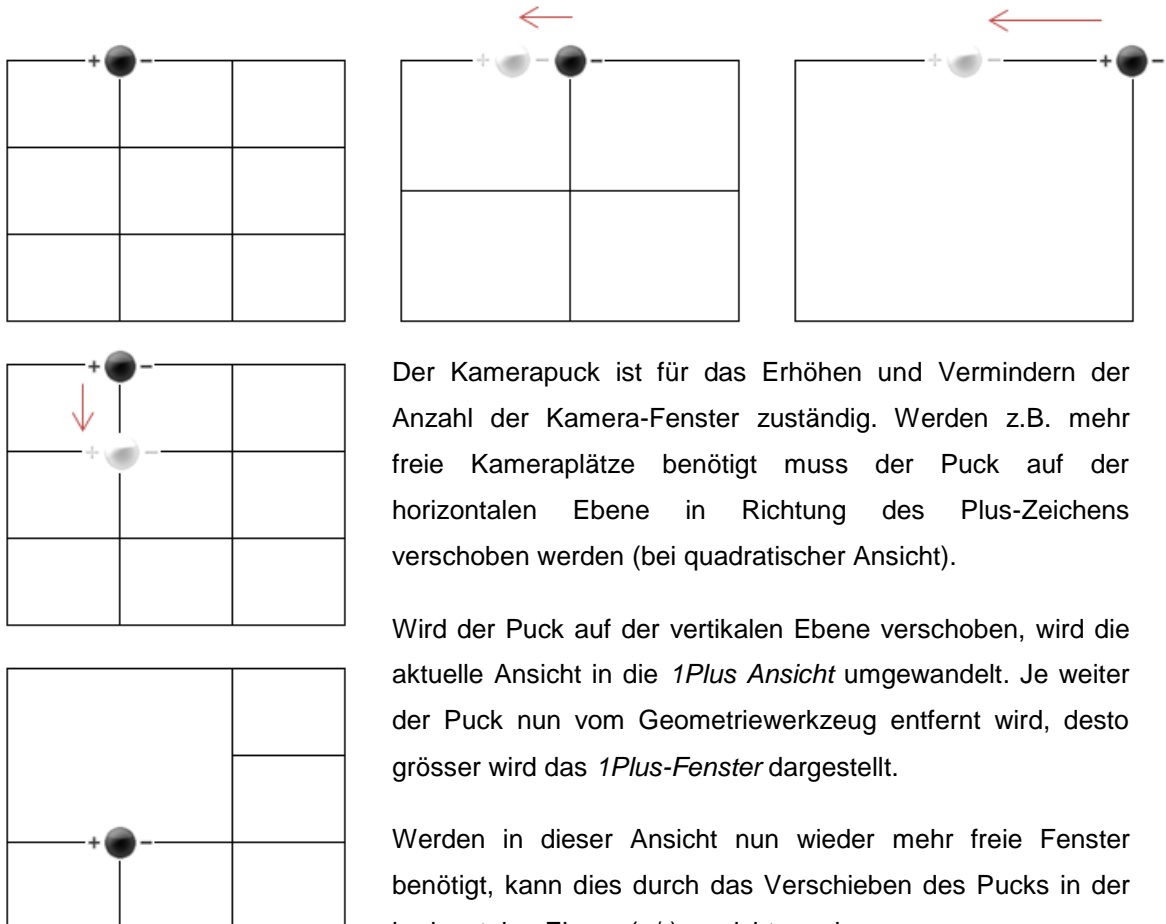 Der Kamerapuck ist für das Erhöhen und Vermindern der
Anzahl der Kamera-Fenster zuständig. Werden z.B. mehr
freie Kameraplätze benötigt muss der Puck auf der
horizontalen Ebene in Richtung des Plus-Zeichens
verschoben werden (bei quadratischer Ansicht).
Wird der Puck auf der vertikalen Ebene verschoben, wird die
aktuelle Ansicht in die 1Plus Ansicht umgewandelt. Je weiter
der Puck nun vom Geometriewerkzeug entfernt wird, desto
grösser wird das 1Plus-Fenster dargestellt.
Werden in dieser Ansicht nun wieder mehr freie Fenster
benötigt, kann dies durch das Verschieben des Pucks in der